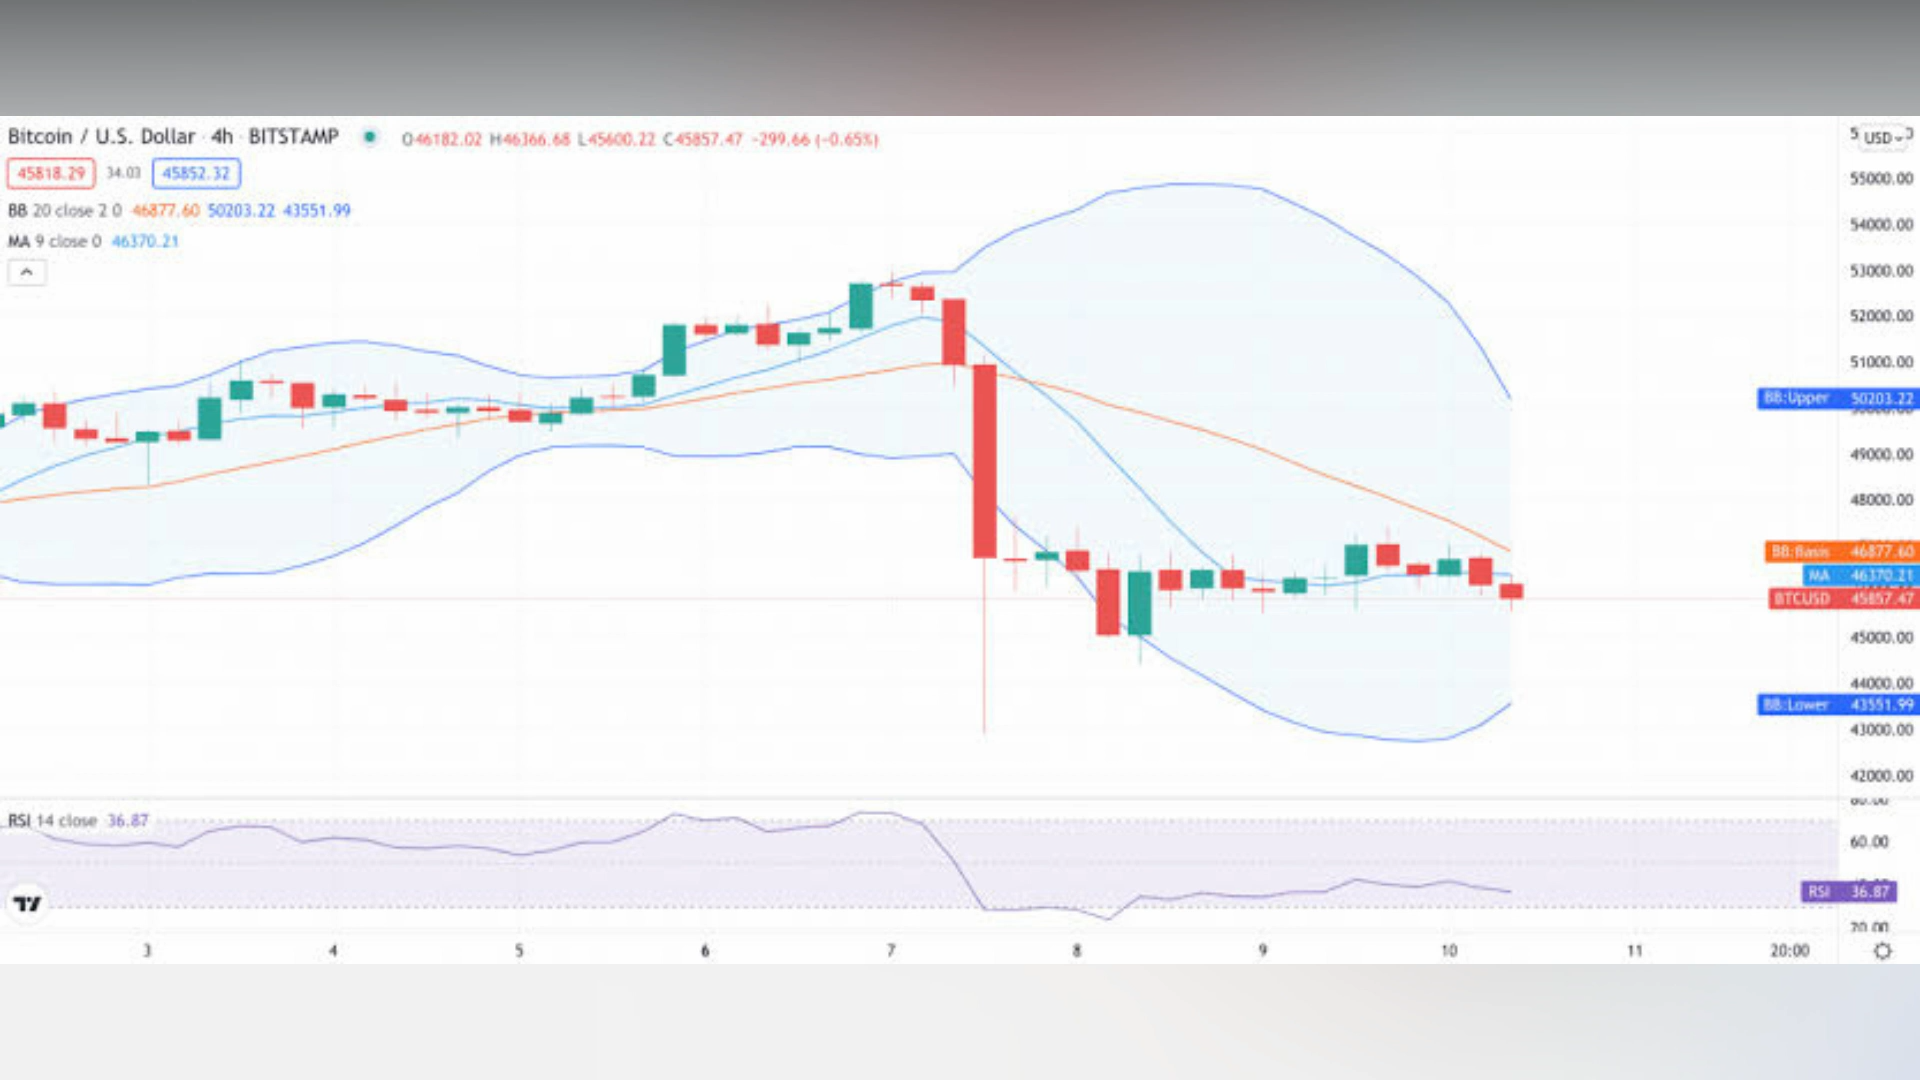 Bitcoin / U.S. Dollar · 4h · BITSTAMP O46182.02 H46366.68 L45600.22 C45857.47 -299.66 (-0.65%)
USD
45818.29 34.03 45852.32
BB 20 close 2 0 46877.60 50203.22 43551.99
MA 9 close 0 46370.21
55000.00
54000.00
53000.00
52000.00
51000.00
BB:Upper 50203.22
49000.00
48000.00
BB:Basis 46877.60
MA 46370.21
BTCUSD 45857.47
45000.00
44000.00
BB:Lower 43551.99
43000.00
42000.00
RSI 14 close 36.87
60.00
RSI 36.87
20.00
3 4 5 6 7 8 9 10 11 20:00